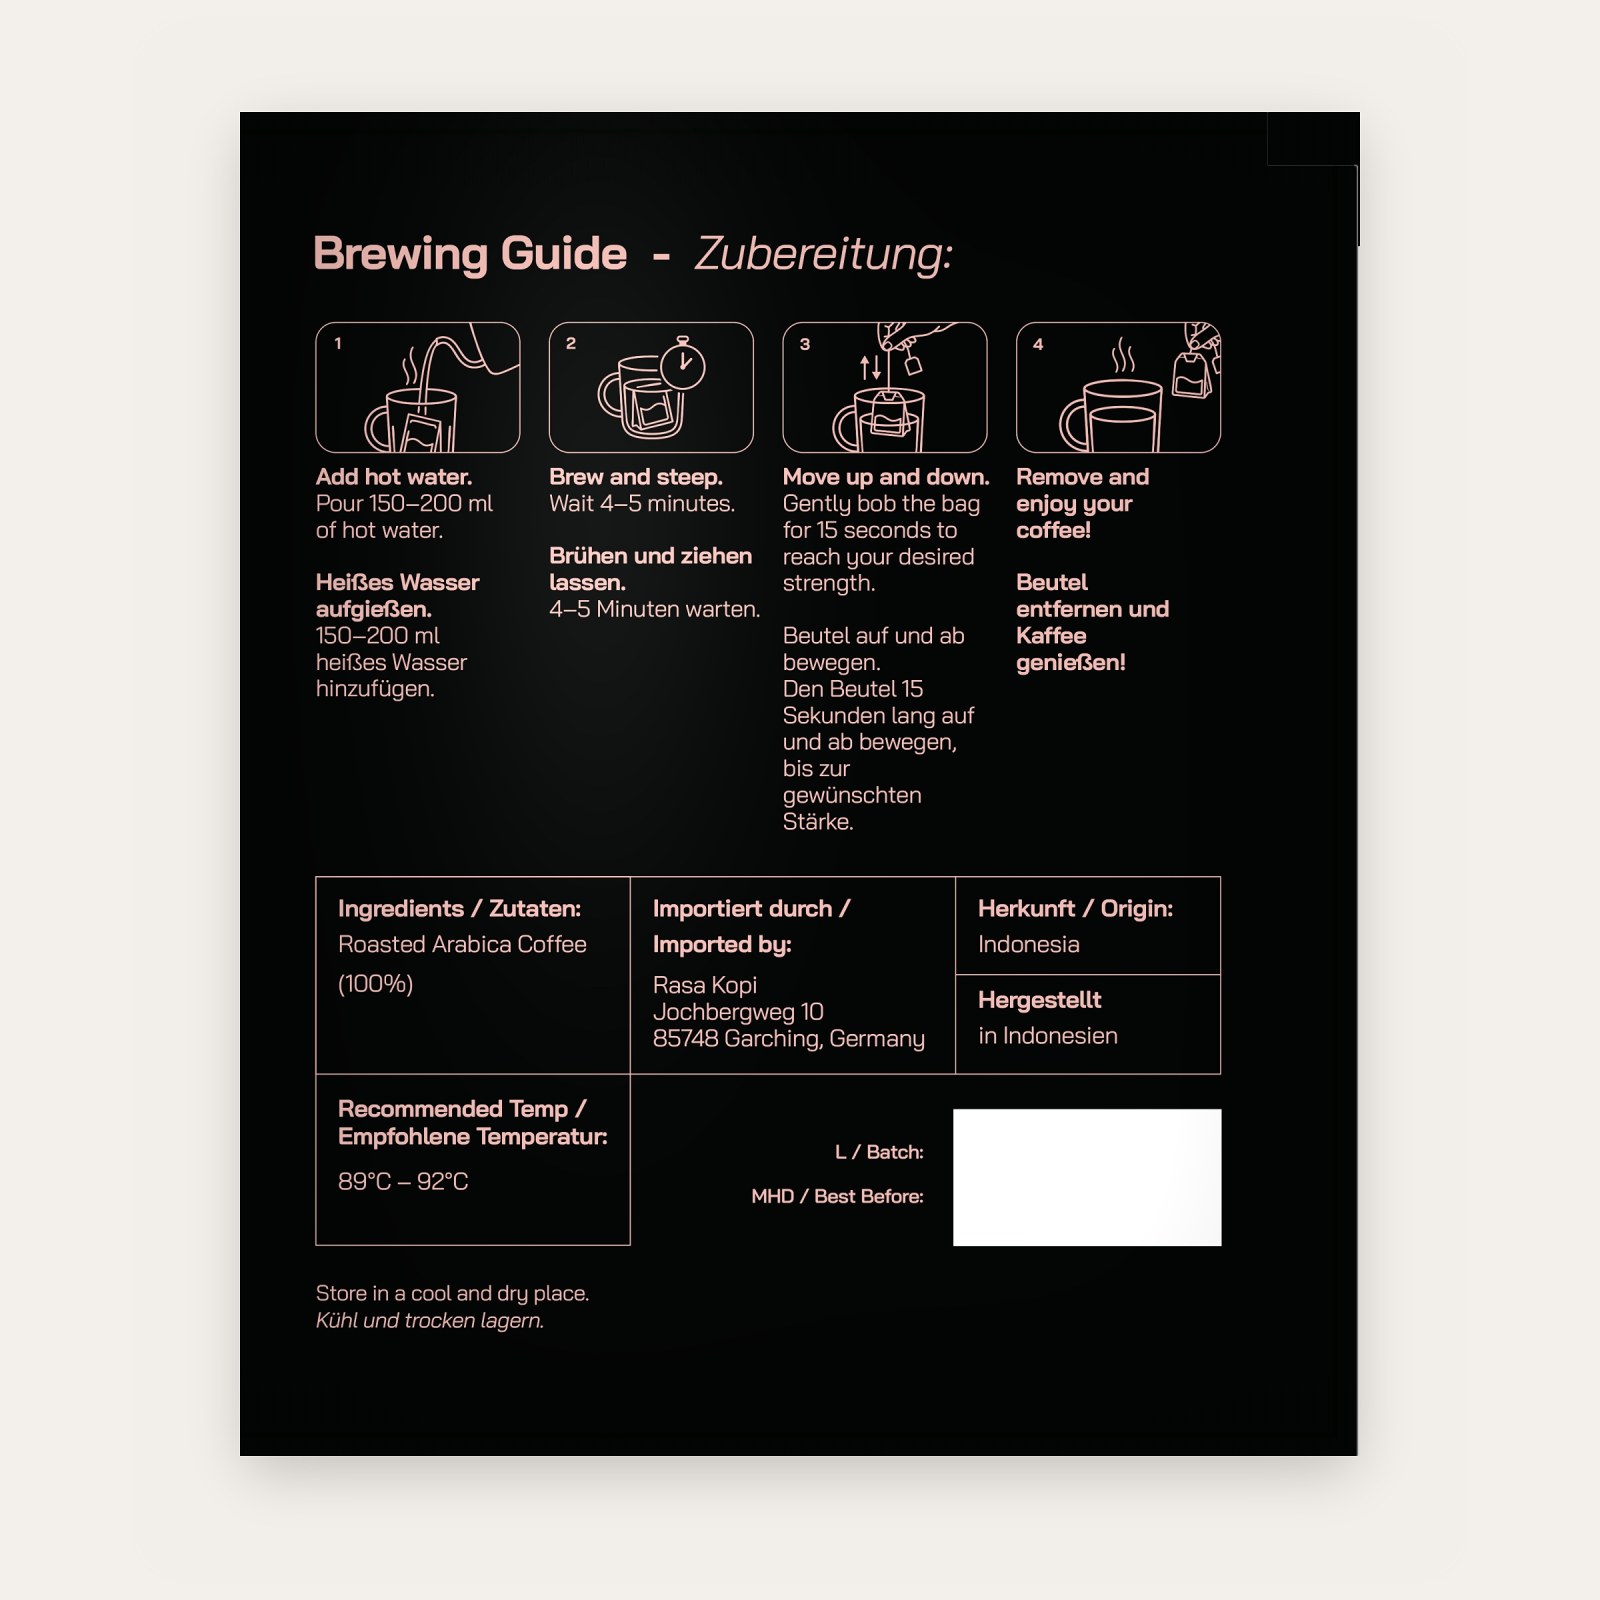 Brewing Guide - Zubereitung:
1
Add hot water.
Pour 150–200 ml
of hot water.
Heißes Wasser
aufgießen.
150–200 ml
heißes Wasser
hinzufügen.
2
Brew and steep.
Wait 4–5 minutes.
Brühen und ziehen
lassen.
4–5 Minuten warten.
3
Move up and down.
Gently bob the bag
for 15 seconds to
reach your desired
strength.
Beutel auf und ab
bewegen.
Den Beutel 15
Sekunden lang auf
und ab bewegen,
bis zur
gewünschten
Stärke.
4
Remove and
enjoy your
coffee!
Beutel
entfernen und
Kaffee
genießen!
Ingredients / Zutaten:
Roasted Arabica Coffee
(100%)
Importiert durch /
Imported by:
Rasa Kopi
Jochbergweg 10
85748 Garching, Germany
Herkunft / Origin:
Indonesia
Hergestellt
in Indonesien
Recommended Temp /
Empfohlene Temperatur:
89°C – 92°C
L / Batch:
MHD / Best Before:
Store in a cool and dry place.
Kühl und trocken lagern.